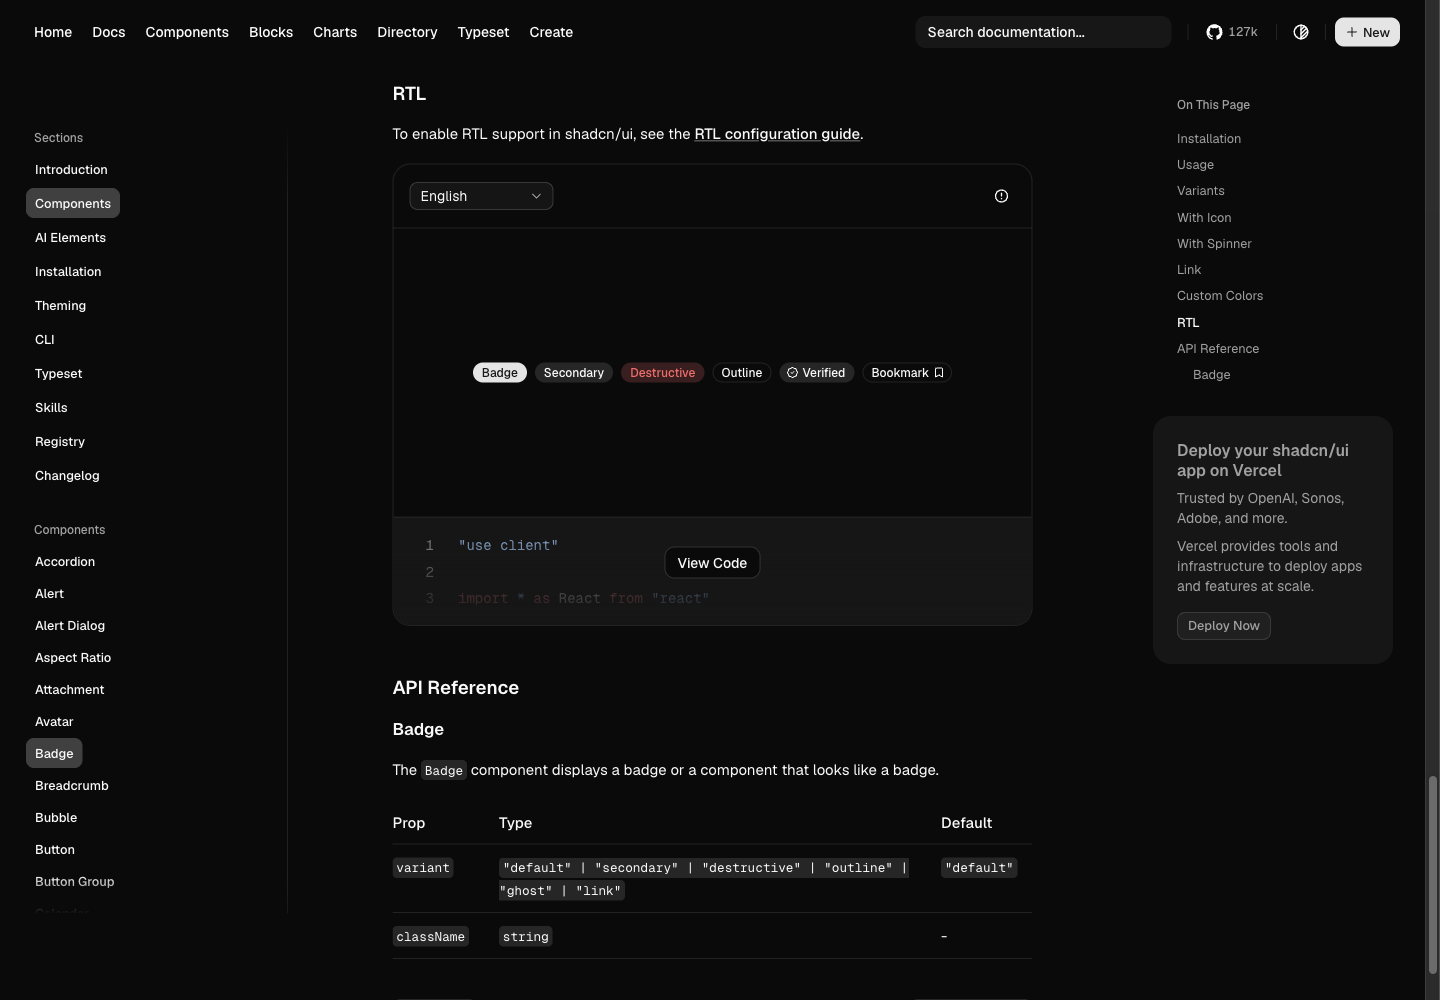 Home Docs Components Blocks Charts Directory Typeset Create
Search documentation...
127k
New
Sections
Introduction
Components
AI Elements
Installation
Theming
CLI
Typeset
Skills
Registry
Changelog
Components
Accordion
Alert
Alert Dialog
Aspect Ratio
Attachment
Avatar
Badge
Breadcrumb
Bubble
Button
Button Group
Calendar
RTL
To enable RTL support in shadcn/ui, see the RTL configuration guide.
English
Badge Secondary Destructive Outline Verified Bookmark
1 "use client"
2
3 import * as React from "react"
View Code
API Reference
Badge
The Badge component displays a badge or a component that looks like a badge.
Prop Type Default
variant "default" | "secondary" | "destructive" | "outline" | "default"
"ghost" | "link"
className string -
On This Page
Installation
Usage
Variants
With Icon
With Spinner
Link
Custom Colors
RTL
API Reference
Badge
Deploy your shadcn/ui
app on Vercel
Trusted by OpenAI, Sonos,
Adobe, and more.
Vercel provides tools and
infrastructure to deploy apps
and features at scale.
Deploy Now